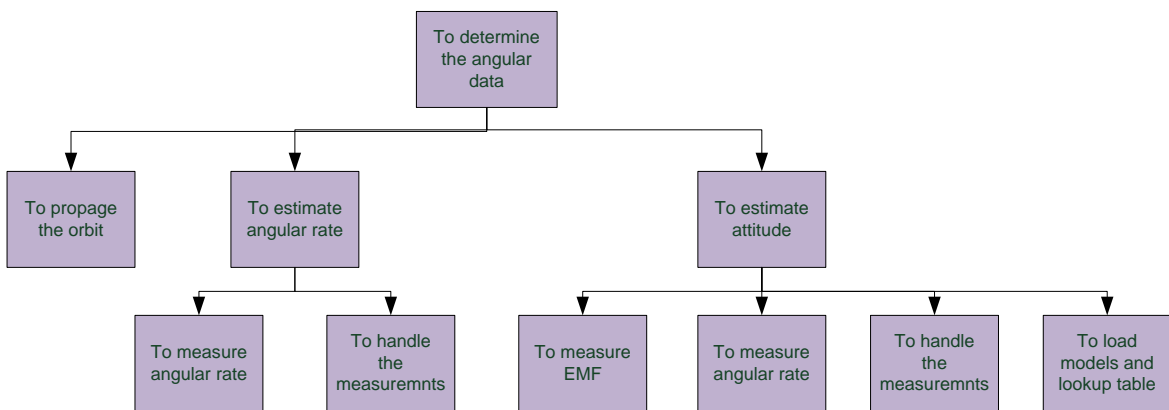 To determine
the angular
data
To propage
the orbit
To estimate
angular rate
To estimate
attitude
To measure
angular rate
To handle
the
measuremnts
To measure
EMF
To measure
angular rate
To handle
the
measuremnts
To load
models and
lookup table